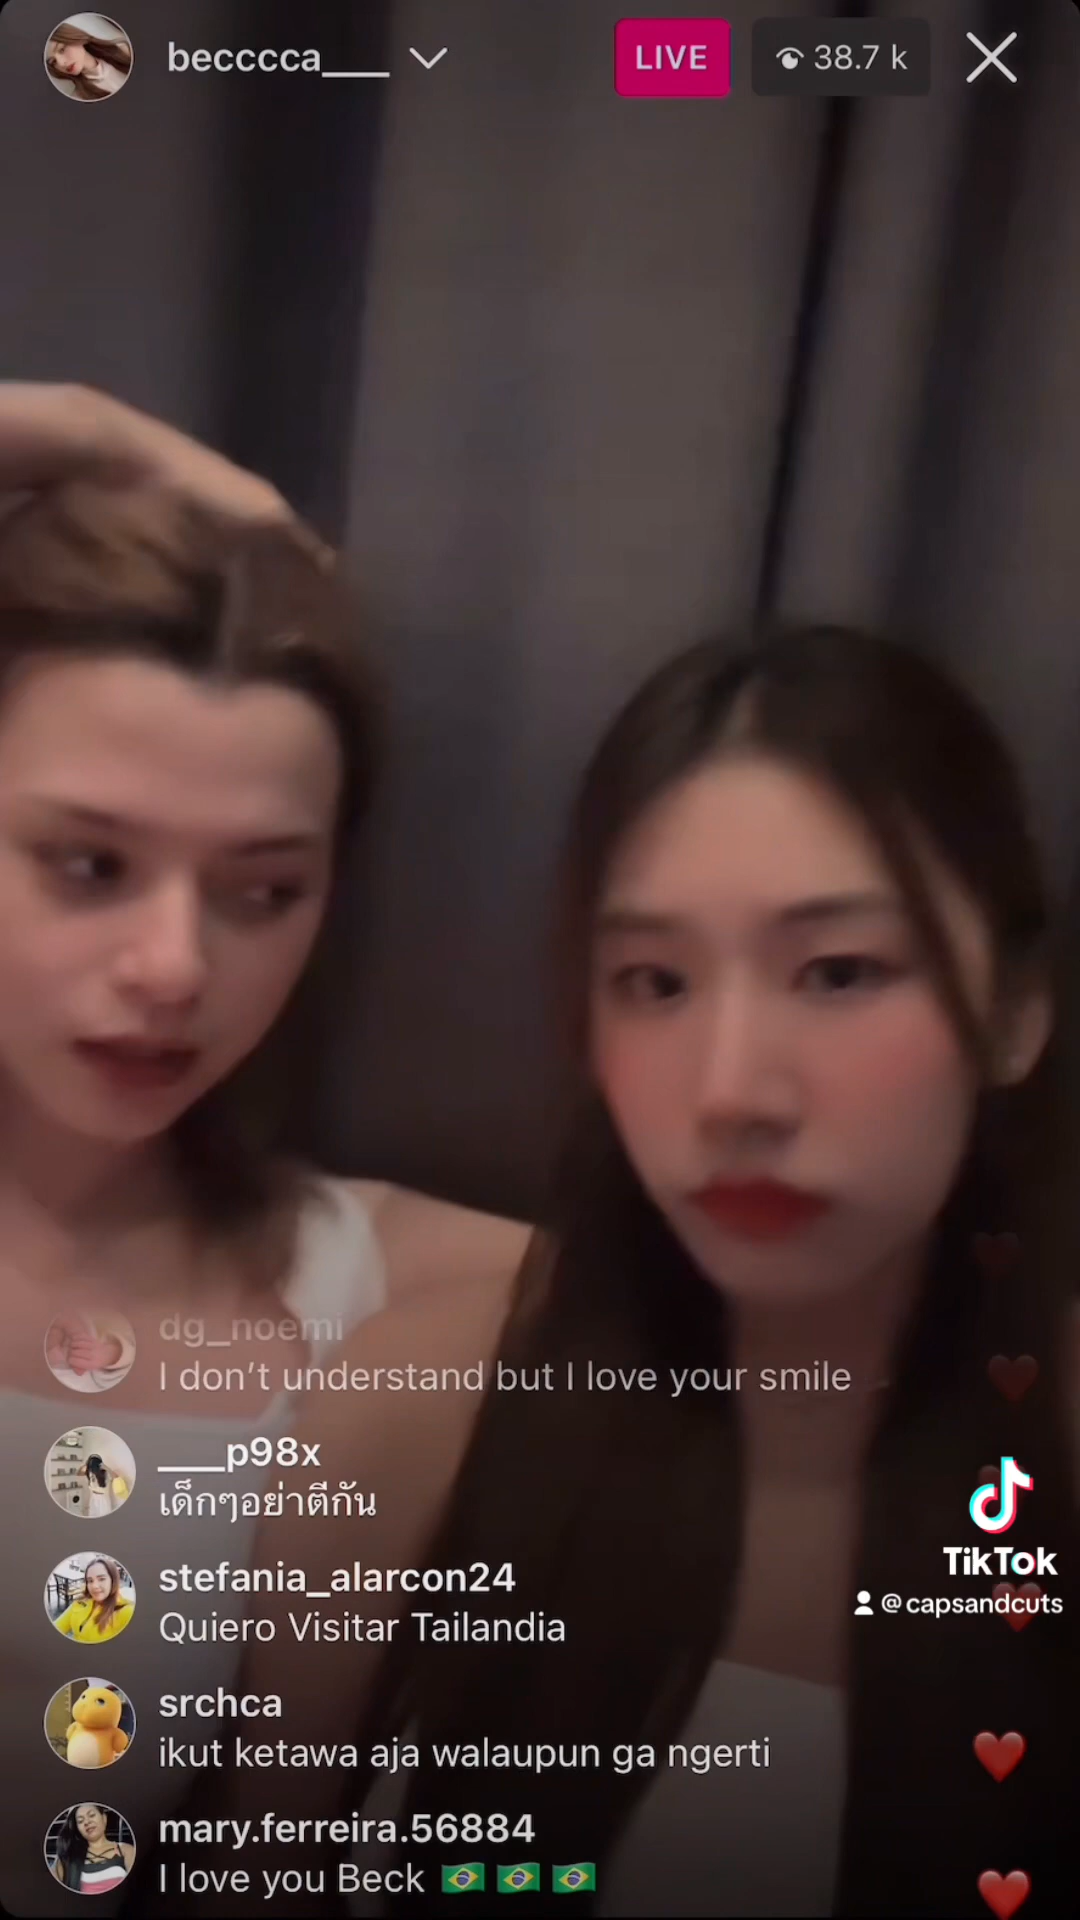 becccca____
LIVE
38.7 k
dg_noemi
I don't understand but I love your smile
____p98x
เด็กๆอย่าตีกัน
stefania_alarcon24
Quiero Visitar Tailandia
srchca
ikut ketawa aja walaupun ga ngerti
mary.ferreira.56884
I love you Beck 🇧🇷 🇧🇷 🇧🇷
TikTok
@capsandcuts